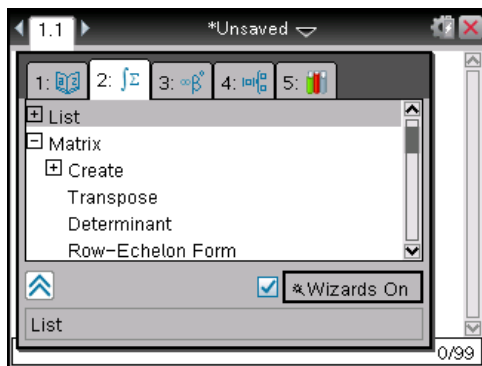 1.1 *Unsaved
1: 2: ∫Σ 3: ∞β° 4: 5:
List
Matrix
Create
Transpose
Determinant
Row-Echelon Form
Wizards On
List
0/99